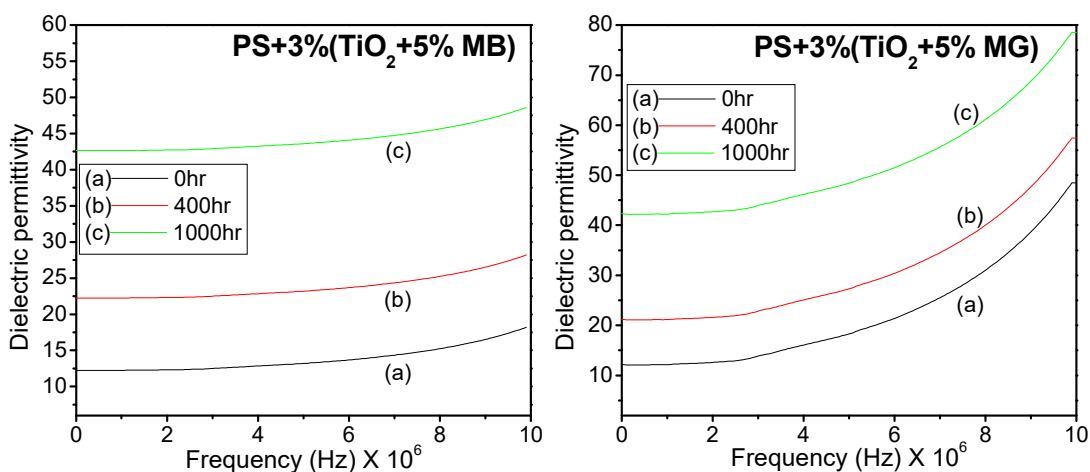 PS+3%(TiO2+5% MB)
60
55
50
45
40
35
30
25
20
15
10
Dielectric permittivity
(a) 0hr
(b) 400hr
(c) 1000hr
(c)
(b)
(a)
0 2 4 6 8 10
Frequency (Hz) X 10^6
PS+3%(TiO2+5% MG)
80
70
60
50
40
30
20
10
Dielectric permittivity
(a) 0hr
(b) 400hr
(c) 1000hr
(c)
(b)
(a)
0 2 4 6 8 10
Frequency (Hz) X 10^6